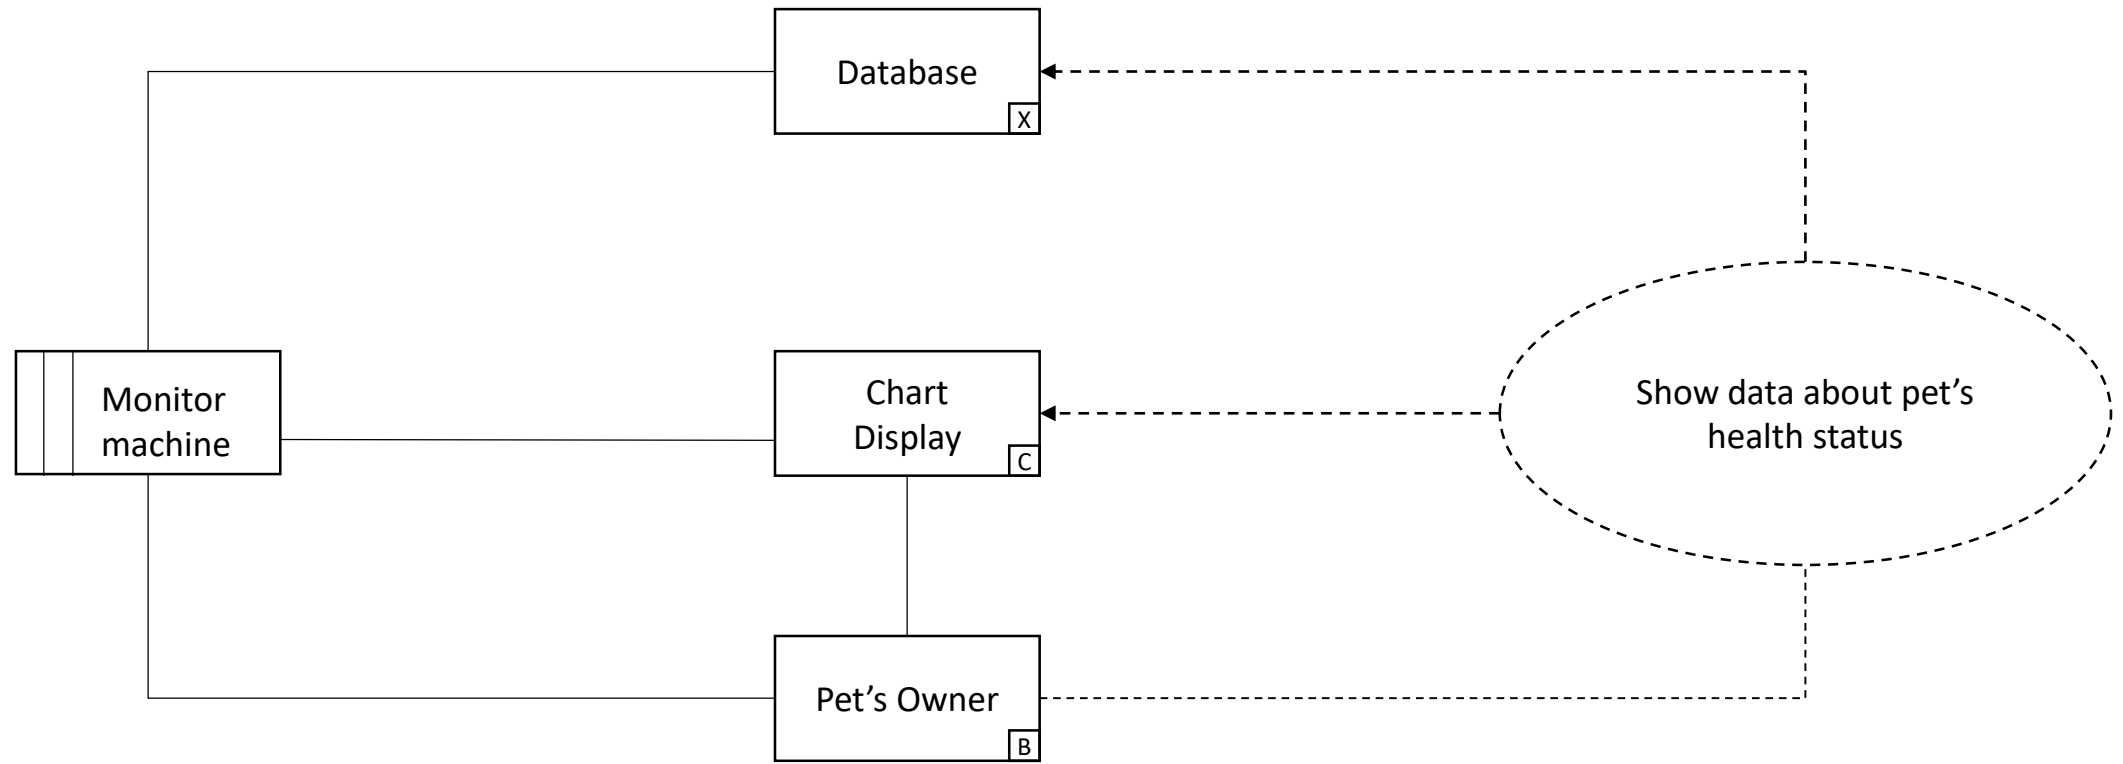 Database
X
Monitor
machine
Chart
Display
C
Show data about pet’s
health status
Pet’s Owner
B